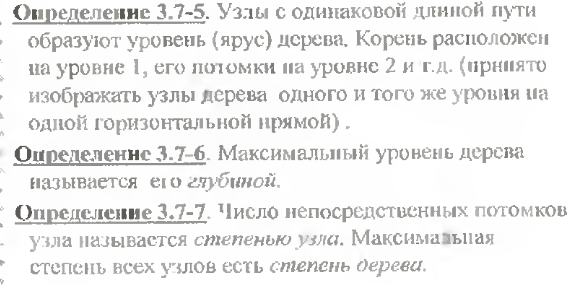 Определение 3.7-5. Узлы с одинаковой длиной пути
образуют уровень (ярус) дерева. Корень расположен
на уровне 1, его потомки на уровне 2 и т.д. (принято
изображать узлы дерева одного и того же уровня на
одной горизонтальной прямой) .
Определение 3.7-6. Максимальный уровень дерева
называется его глубиной.
Определение 3.7-7. Число непосредственных потомков
узла называется степенью узла. Максимальная
степень всех узлов есть степень дерева.